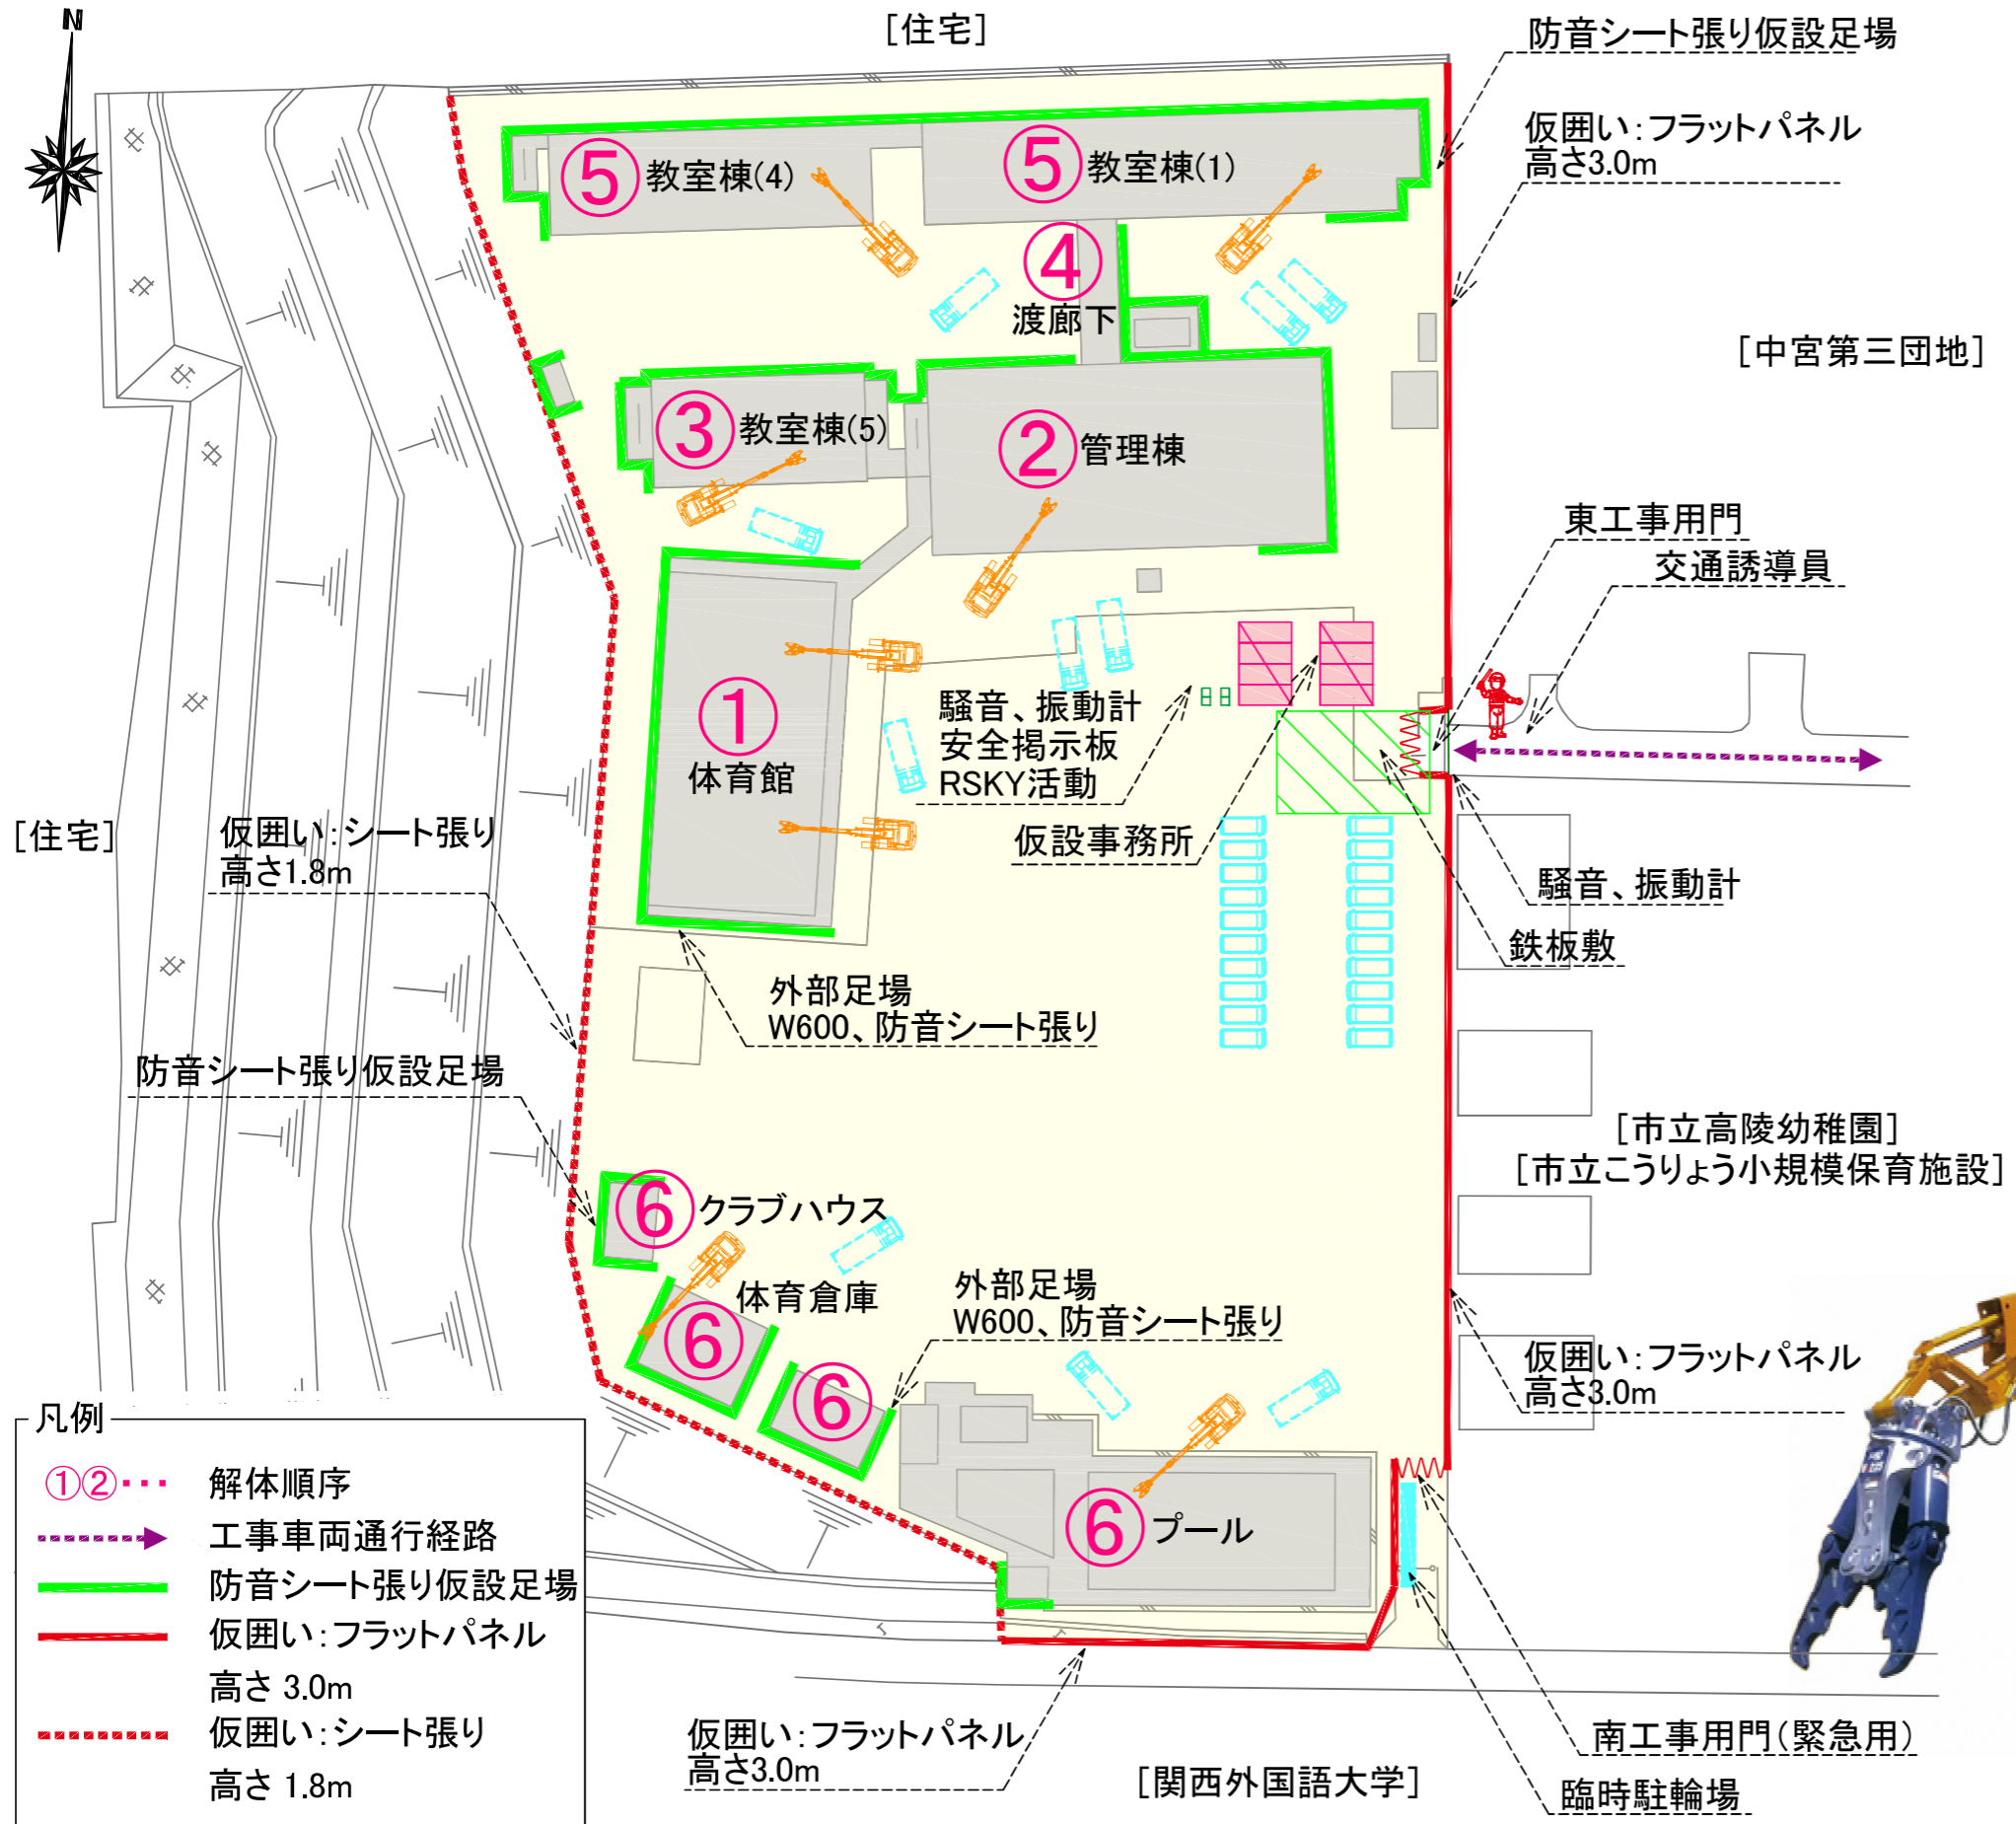 N
[住宅]
防音シート張り仮設足場
仮囲い：フラットパネル
高さ3.0m
⑤ 教室棟(4)
⑤ 教室棟(1)
④
渡廊下
[中宮第三団地]
③ 教室棟(5)
② 管理棟
東工事用門
交通誘導員
①
体育館
騒音、振動計
安全掲示板
RSKY活動
仮設事務所
[住宅]
仮囲い：シート張り
高さ1.8m
騒音、振動計
鉄板敷
外部足場
W600、防音シート張り
防音シート張り仮設足場
[市立高陵幼稚園]
[市立こうりょう小規模保育施設]
⑥ クラブハウス
体育倉庫
⑥
⑥
外部足場
W600、防音シート張り
仮囲い：フラットパネル
高さ3.0m
⑥ プール
凡例
①②･･･ 解体順序
工事車両通行経路
防音シート張り仮設足場
仮囲い：フラットパネル
高さ 3.0m
仮囲い：シート張り
高さ 1.8m
仮囲い：フラットパネル
高さ3.0m
[関西外国語大学]
南工事用門(緊急用)
臨時駐輪場